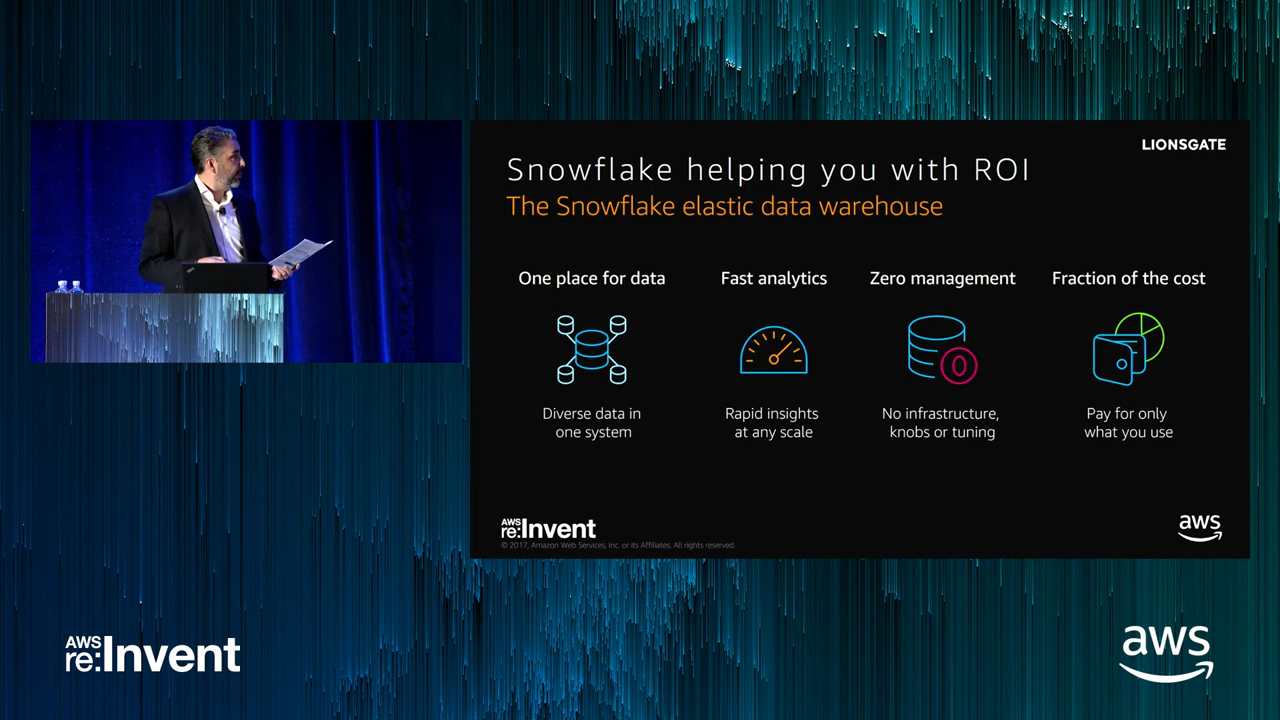 LIONSGATE
Snowflake helping you with ROI
The Snowflake elastic data warehouse
One place for data
Fast analytics
Zero management
Fraction of the cost
0
Diverse data in
one system
Rapid insights
at any scale
No infrastructure,
knobs or tuning
Pay for only
what you use
AWS
re:Invent
© 2017, Amazon Web Services, Inc. or its Affiliates. All rights reserved.
aws
AWS
re:Invent
aws